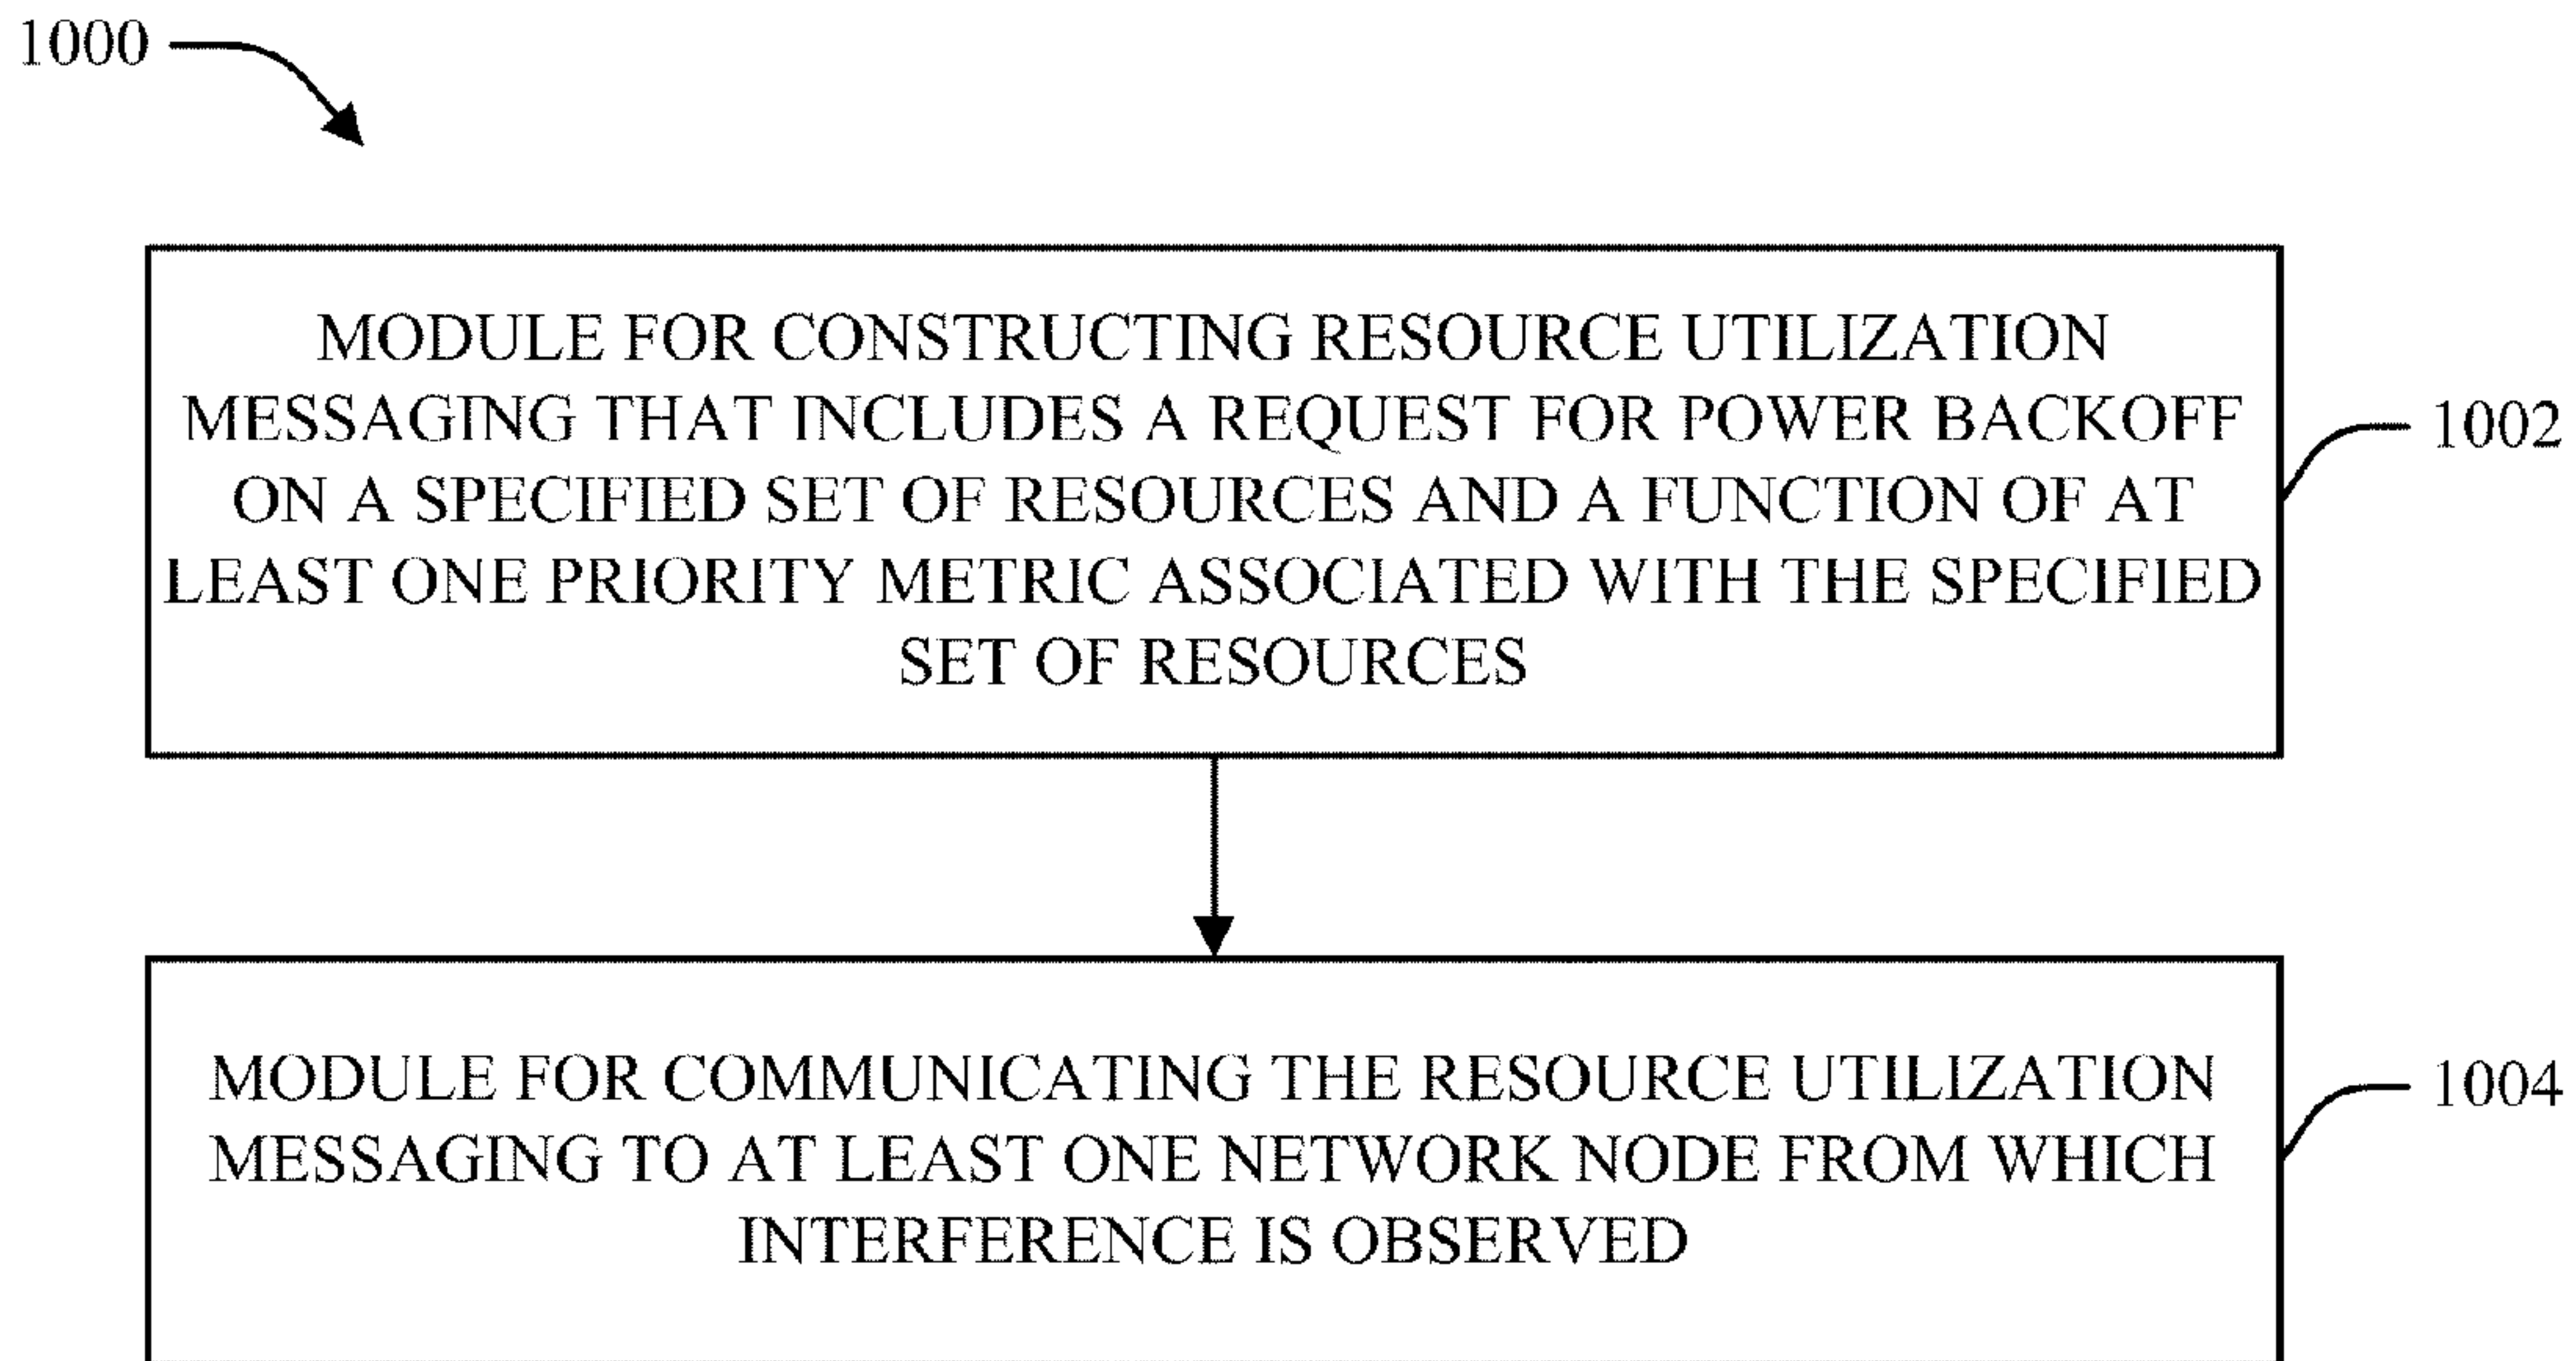 1000
MODULE FOR CONSTRUCTING RESOURCE UTILIZATION
MESSAGING THAT INCLUDES A REQUEST FOR POWER BACKOFF
ON A SPECIFIED SET OF RESOURCES AND A FUNCTION OF AT
LEAST ONE PRIORITY METRIC ASSOCIATED WITH THE SPECIFIED
SET OF RESOURCES
1002
MODULE FOR COMMUNICATING THE RESOURCE UTILIZATION
MESSAGING TO AT LEAST ONE NETWORK NODE FROM WHICH
INTERFERENCE IS OBSERVED
1004